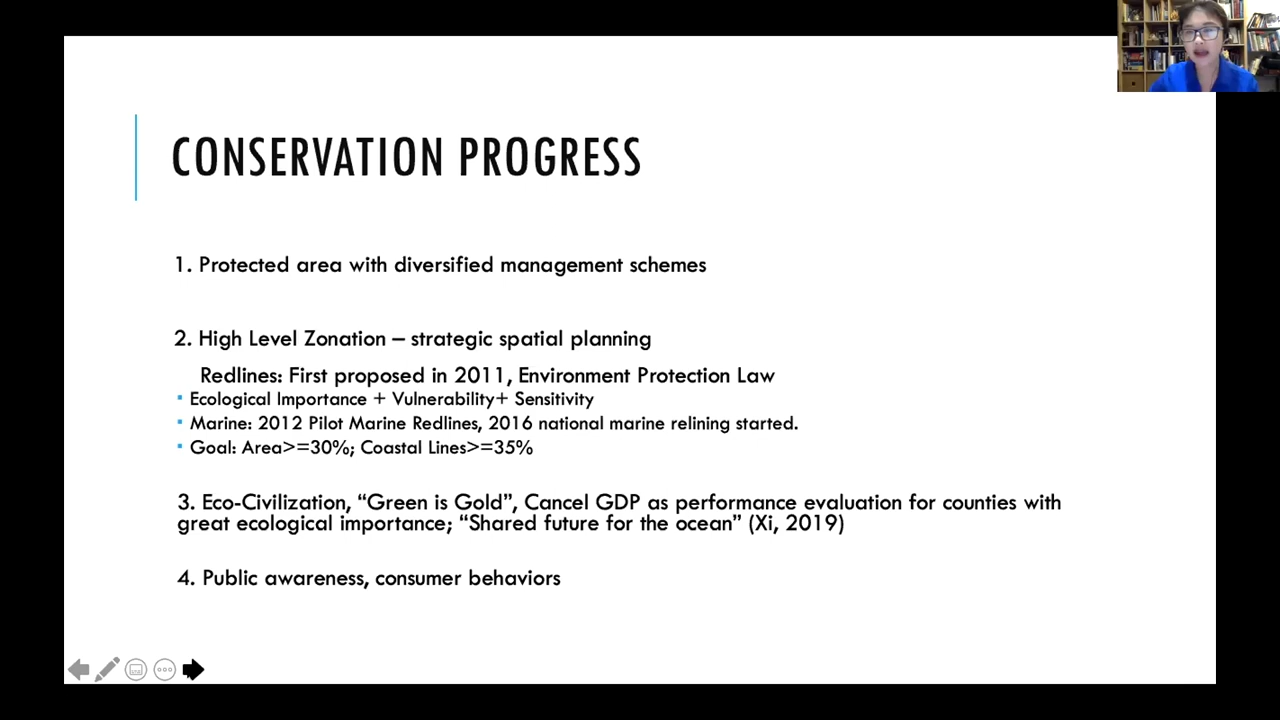 CONSERVATION PROGRESS
1. Protected area with diversified management schemes
2. High Level Zonation – strategic spatial planning
Redlines: First proposed in 2011, Environment Protection Law
▪ Ecological Importance + Vulnerability+ Sensitivity
▪ Marine: 2012 Pilot Marine Redlines, 2016 national marine relining started.
▪ Goal: Area>=30%; Coastal Lines>=35%
3. Eco-Civilization, “Green is Gold”, Cancel GDP as performance evaluation for counties with
great ecological importance; “Shared future for the ocean” (Xi, 2019)
4. Public awareness, consumer behaviors